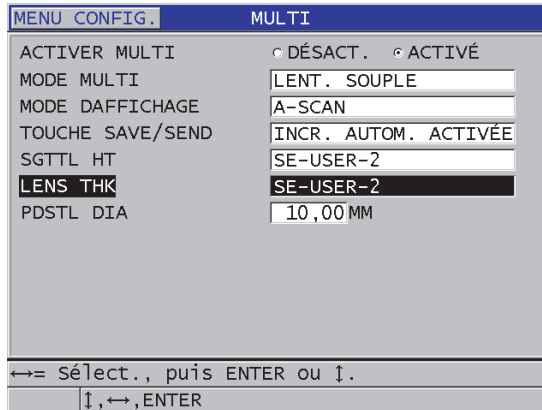 MENU CONFIG. MULTI
ACTIVER MULTI DÉSACT. ACTIVÉ
MODE MULTI LENT. SOUPLE
MODE DAFFICHAGE A-SCAN
TOUCHE SAVE/SEND INCR. AUTOM. ACTIVÉE
SGTTL HT SE-USER-2
LENS THK SE-USER-2
PDSTL DIA 10,00 MM
↔= Sélect., puis ENTER ou ↕.
↕,↔,ENTER